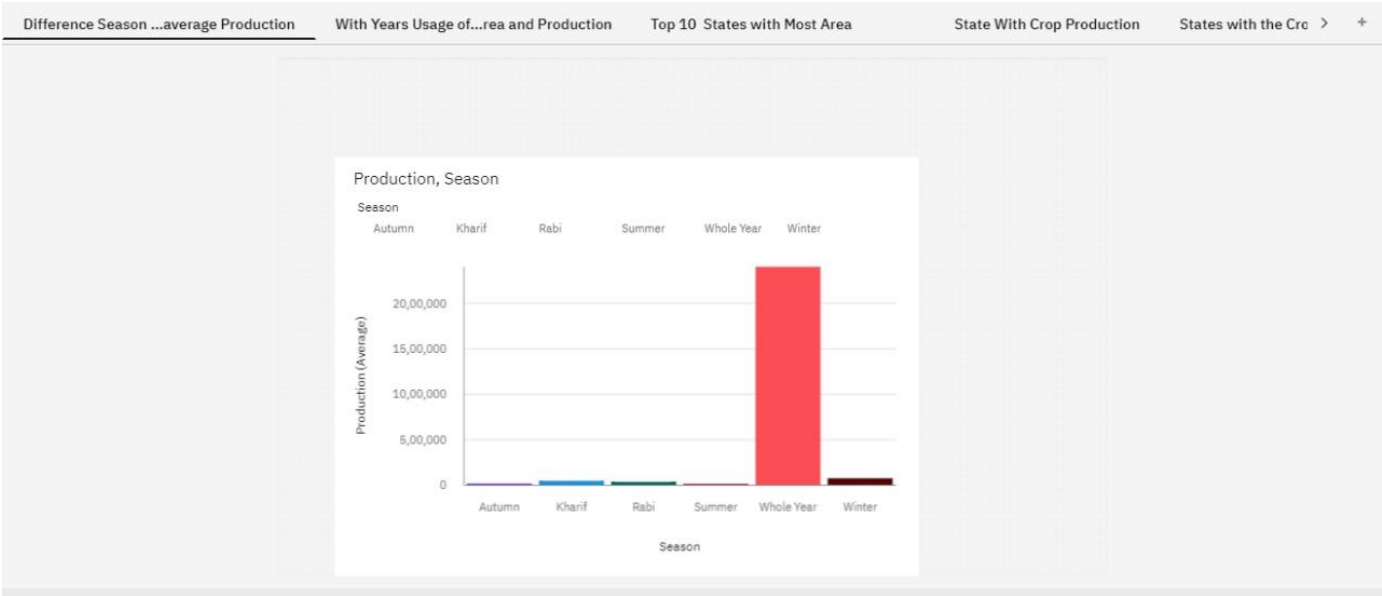 Difference Season ...average Production With Years Usage of...rea and Production Top 10 States with Most Area State With Crop Production States with the Crc > +
Production, Season
Season
Autumn Kharif Rabi Summer Whole Year Winter
Production (Average)
20,00,000
15,00,000
10,00,000
5,00,000
0
Autumn Kharif Rabi Summer Whole Year Winter
Season